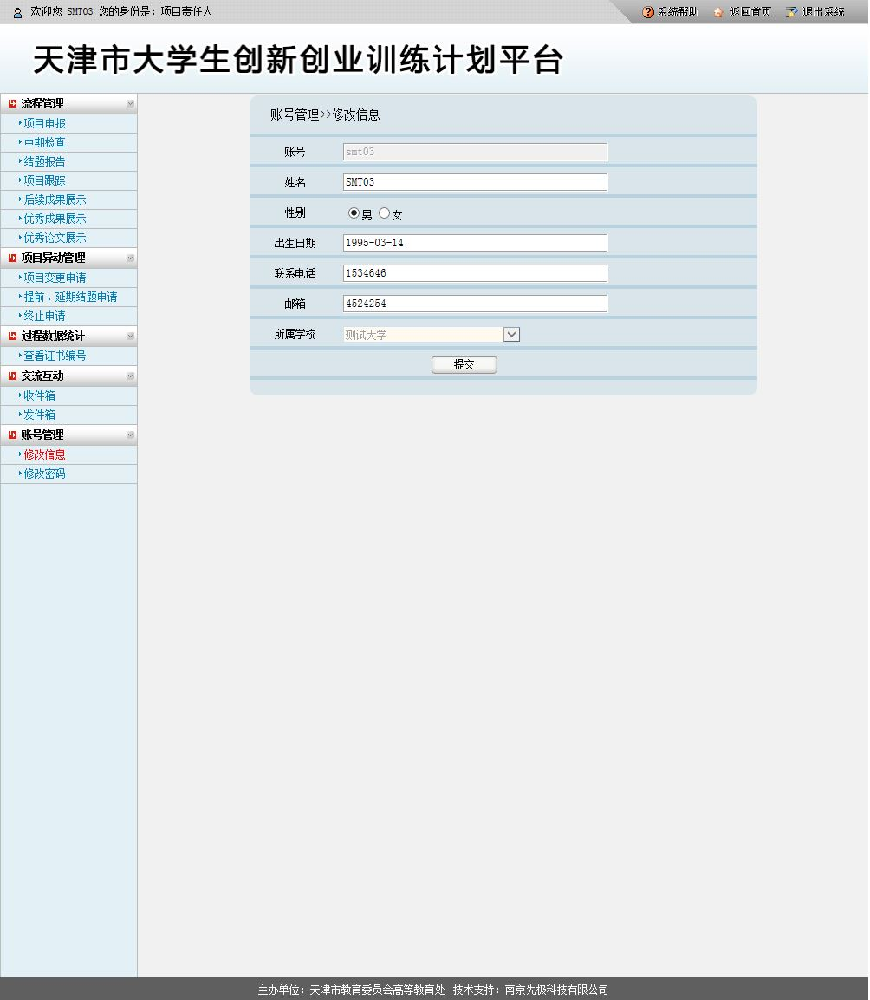 欢迎您 SMT03 您的身份是：项目责任人
系统帮助 返回首页 退出系统
天津市大学生创新创业训练计划平台
流程管理
项目申报
中期检查
结题报告
项目跟踪
后续成果展示
优秀成果展示
优秀论文展示
项目异动管理
项目变更申请
提前、延期结题申请
终止申请
过程数据统计
查看证书编号
交流互动
收件箱
发件箱
账号管理
修改信息
修改密码
账号管理>>修改信息
账号 smt03
姓名 SMT03
性别 男 女
出生日期 1995-03-14
联系电话 1534646
邮箱 4524254
所属学校 测试大学
提交
主办单位：天津市教育委员会高等教育处 技术支持：南京先极科技有限公司